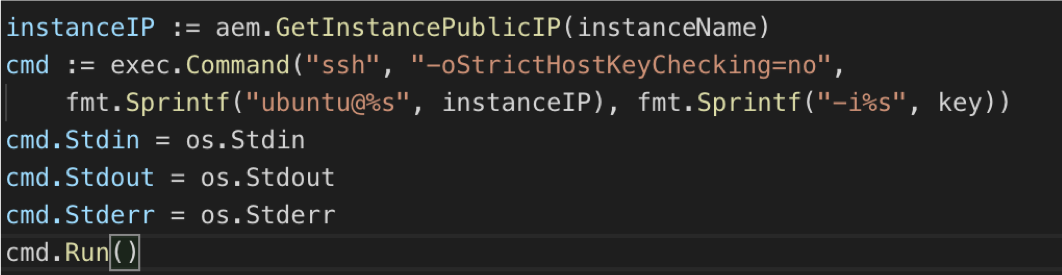 instanceIP := aem.GetInstancePublicIP(instanceName)
cmd := exec.Command("ssh", "-oStrictHostKeyChecking=no",
    fmt.Sprintf("ubuntu@%s", instanceIP), fmt.Sprintf("-i%s", key))
cmd.Stdin = os.Stdin
cmd.Stdout = os.Stdout
cmd.Stderr = os.Stderr
cmd.Run()